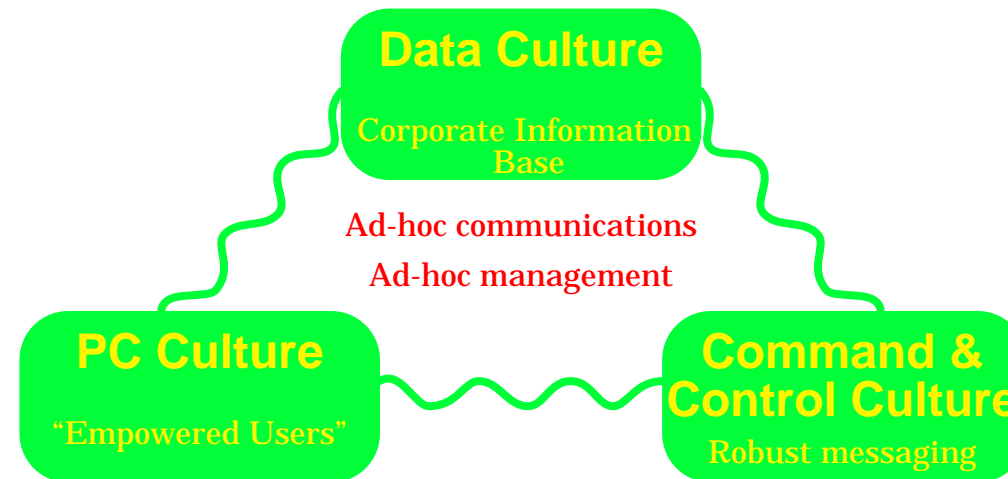 Data Culture
Corporate Information
Base
Ad-hoc communications
Ad-hoc management
PC Culture
“Empowered Users”
Command &
Control Culture
Robust messaging